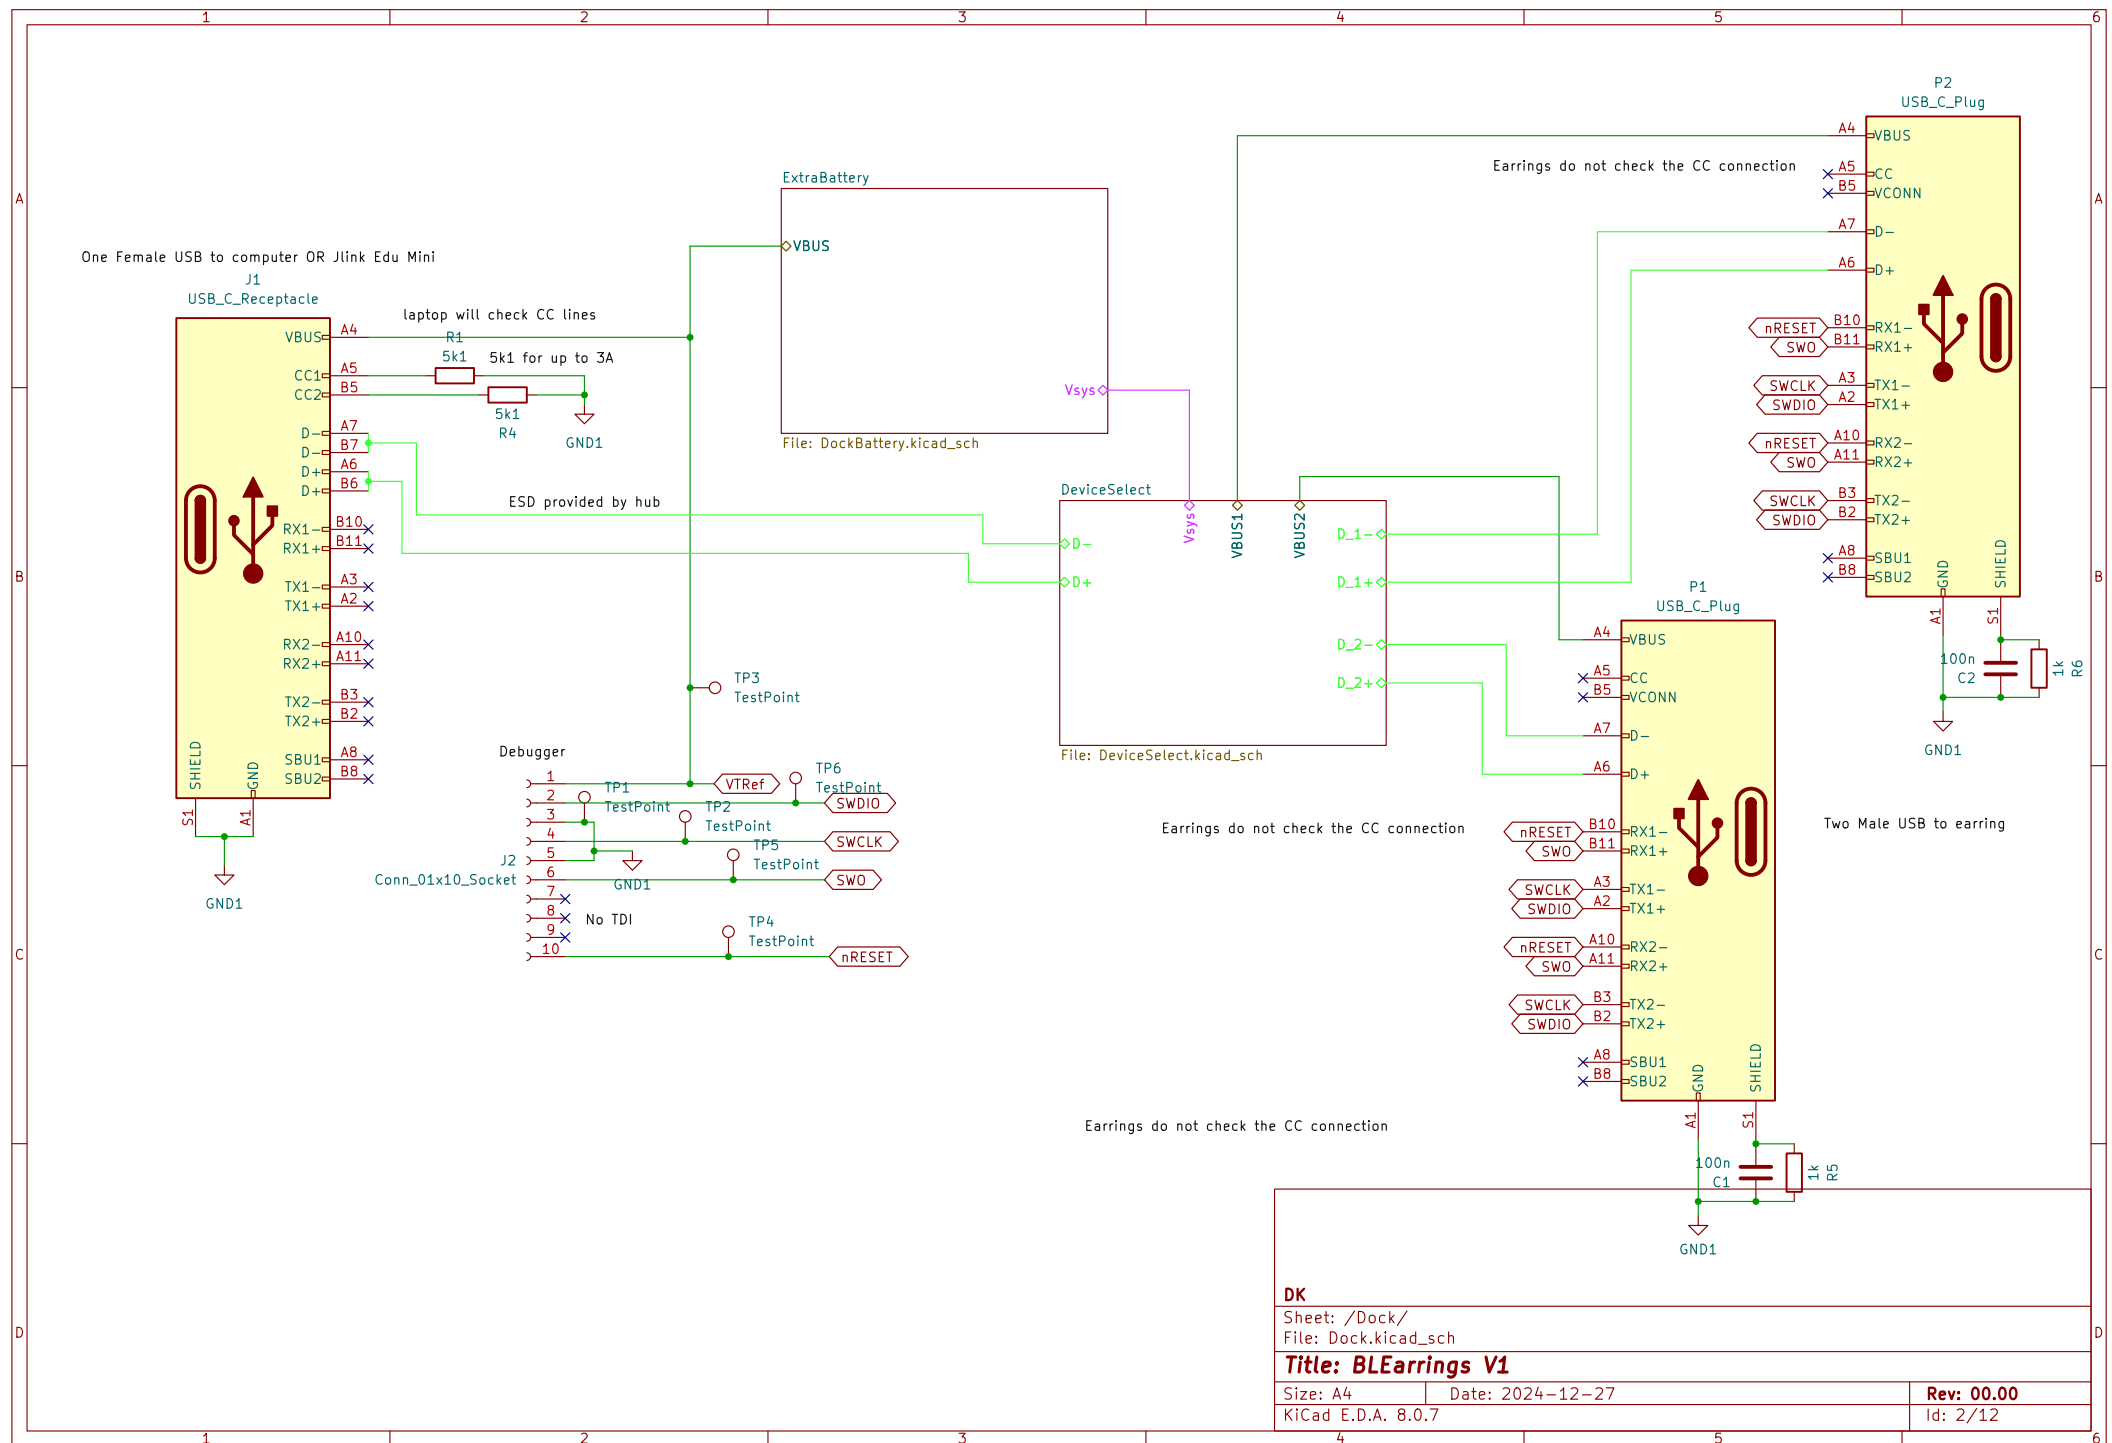 1 2 3 4 5 6
A
B
C
D
One Female USB to computer OR Jlink Edu Mini
J1
USB_C_Receptacle
VBUS A4
CC1 A5
CC2 B5
D- A7
D- B7
D+ A6
D+ B6
RX1- B10
RX1+ B11
TX1- A3
TX1+ A2
RX2- A10
RX2+ A11
TX2- B3
TX2+ B2
SBU1 A8
SBU2 B8
SHIELD
GND
S1
A1
GND1
laptop will check CC lines
R1
5k1
5k1 for up to 3A
5k1
R4
GND1
ESD provided by hub
ExtraBattery
VBUS
Vsys
File: DockBattery.kicad_sch
TP3
TestPoint
Debugger
J2
Conn_01x10_Socket
1
2
3
4
5
6
7
8
9
10
VTRef
TP6
TestPoint
SWDIO
TP1
TestPoint
TP2
TestPoint
SWCLK
TP5
TestPoint
GND1
SWO
No TDI
TP4
TestPoint
nRESET
DeviceSelect
D-
D+
Vsys
VBUS1
VBUS2
D_1-
D_1+
D_2-
D_2+
File: DeviceSelect.kicad_sch
Earrings do not check the CC connection
P2
USB_C_Plug
A4 VBUS
A5 CC
B5 VCONN
A7 D-
A6 D+
nRESET B10 RX1-
SWO B11 RX1+
SWCLK A3 TX1-
SWDIO A2 TX1+
nRESET A10 RX2-
SWO A11 RX2+
SWCLK B3 TX2-
SWDIO B2 TX2+
A8 SBU1
B8 SBU2
GND
SHIELD
A1
S1
100n
C2
1k
R6
GND1
P1
USB_C_Plug
A4 VBUS
A5 CC
B5 VCONN
A7 D-
A6 D+
Earrings do not check the CC connection
Two Male USB to earring
nRESET B10 RX1-
SWO B11 RX1+
SWCLK A3 TX1-
SWDIO A2 TX1+
nRESET A10 RX2-
SWO A11 RX2+
SWCLK B3 TX2-
SWDIO B2 TX2+
A8 SBU1
B8 SBU2
GND
SHIELD
A1
S1
Earrings do not check the CC connection
100n
C1
1k
R5
GND1
DK
Sheet: /Dock/
File: Dock.kicad_sch
Title: BLEarrings V1
Size: A4 Date: 2024-12-27 Rev: 00.00
KiCad E.D.A. 8.0.7 Id: 2/12
A
B
C
D
1 2 3 4 5 6